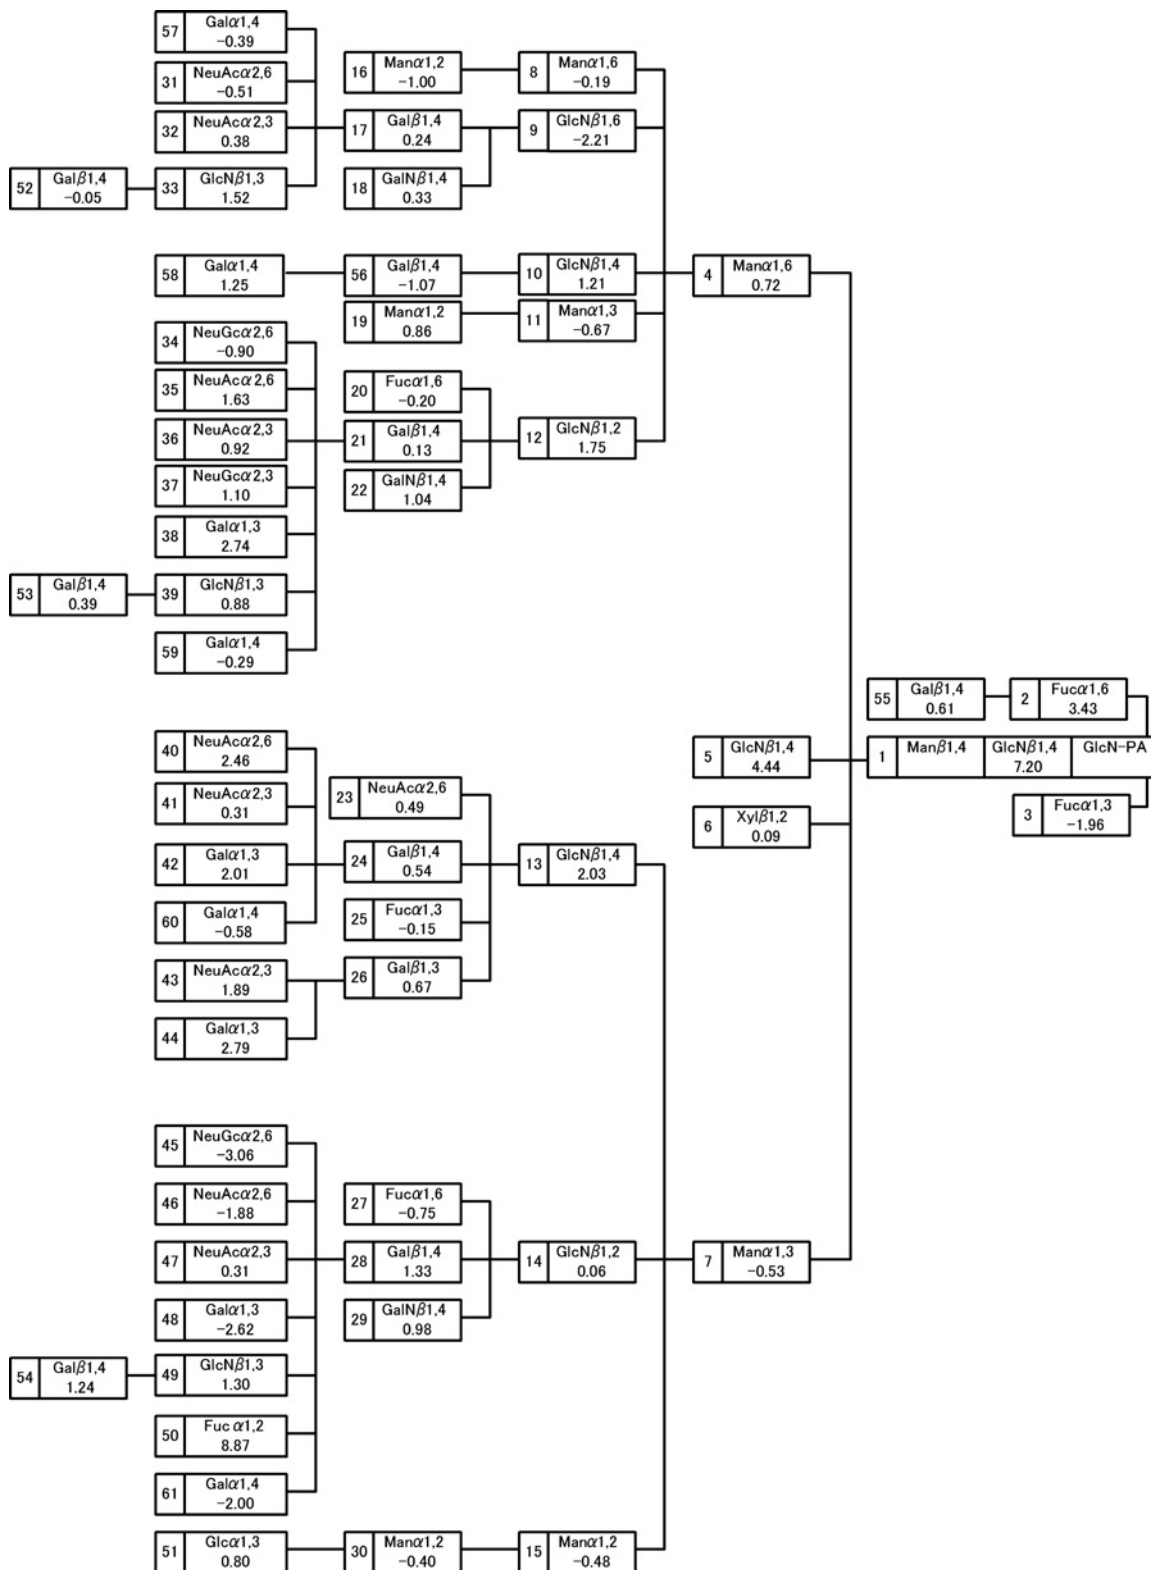 57
Galα1,4
−0.39
31
NeuAcα2,6
−0.51
32
NeuAcα2,3
0.38
52
Galβ1,4
−0.05
33
GlcNβ1,3
1.52
16
Manα1,2
−1.00
17
Galβ1,4
0.24
18
GalNβ1,4
0.33
8
Manα1,6
−0.19
9
GlcNβ1,6
−2.21
58
Galα1,4
1.25
56
Galβ1,4
−1.07
10
GlcNβ1,4
1.21
4
Manα1,6
0.72
19
Manα1,2
0.86
11
Manα1,3
−0.67
34
NeuGcα2,6
−0.90
35
NeuAcα2,6
1.63
36
NeuAcα2,3
0.92
37
NeuGcα2,3
1.10
38
Galα1,3
2.74
53
Galβ1,4
0.39
39
GlcNβ1,3
0.88
59
Galα1,4
−0.29
20
Fucα1,6
−0.20
21
Galβ1,4
0.13
22
GalNβ1,4
1.04
12
GlcNβ1,2
1.75
55
Galβ1,4
0.61
2
Fucα1,6
3.43
5
GlcNβ1,4
4.44
1
Manβ1,4
GlcNβ1,4
7.20
GlcN-PA
6
Xylβ1,2
0.09
3
Fucα1,3
−1.96
40
NeuAcα2,6
2.46
41
NeuAcα2,3
0.31
42
Galα1,3
2.01
60
Galα1,4
−0.58
43
NeuAcα2,3
1.89
44
Galα1,3
2.79
23
NeuAcα2,6
0.49
24
Galβ1,4
0.54
25
Fucα1,3
−0.15
26
Galβ1,3
0.67
13
GlcNβ1,4
2.03
45
NeuGcα2,6
−3.06
46
NeuAcα2,6
−1.88
47
NeuAcα2,3
0.31
48
Galα1,3
−2.62
54
Galβ1,4
1.24
49
GlcNβ1,3
1.30
50
Fuc α1,2
8.87
61
Galα1,4
−2.00
27
Fucα1,6
−0.75
28
Galβ1,4
1.33
29
GalNβ1,4
0.98
14
GlcNβ1,2
0.06
7
Manα1,3
−0.53
51
Glcα1,3
0.80
30
Manα1,2
−0.40
15
Manα1,2
−0.48